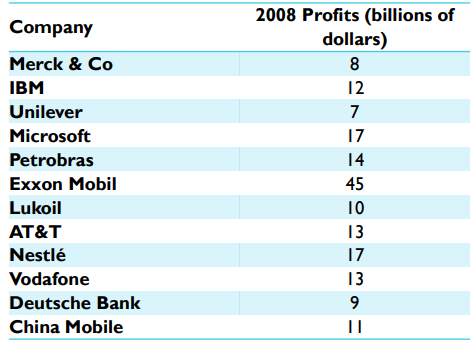 Company 2008 Profits (billions of
dollars)
Merck & Co 8
IBM 12
Unilever 7
Microsoft 17
Petrobras 14
Exxon Mobil 45
Lukoil 10
AT&T 13
Nestlé 17
Vodafone 13
Deutsche Bank 9
China Mobile 11